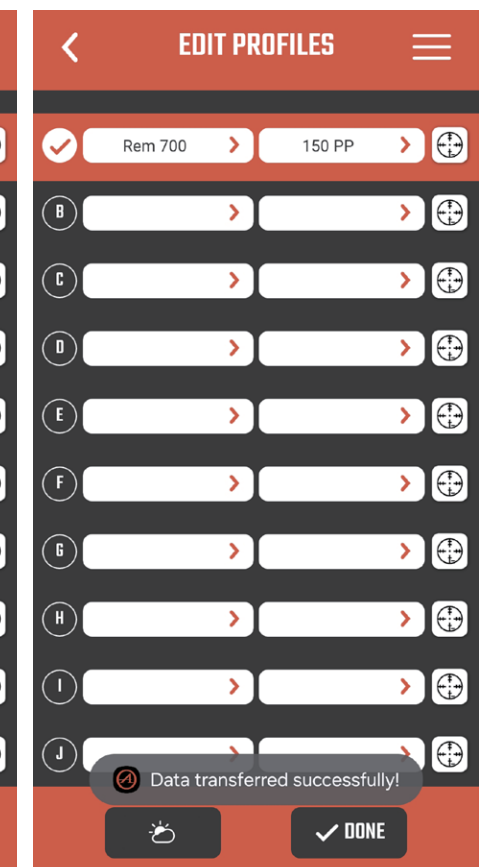 EDIT PROFILES
Rem 700 150 PP
B
C
D
E
F
G
H
I
J
Data transferred successfully!
DONE